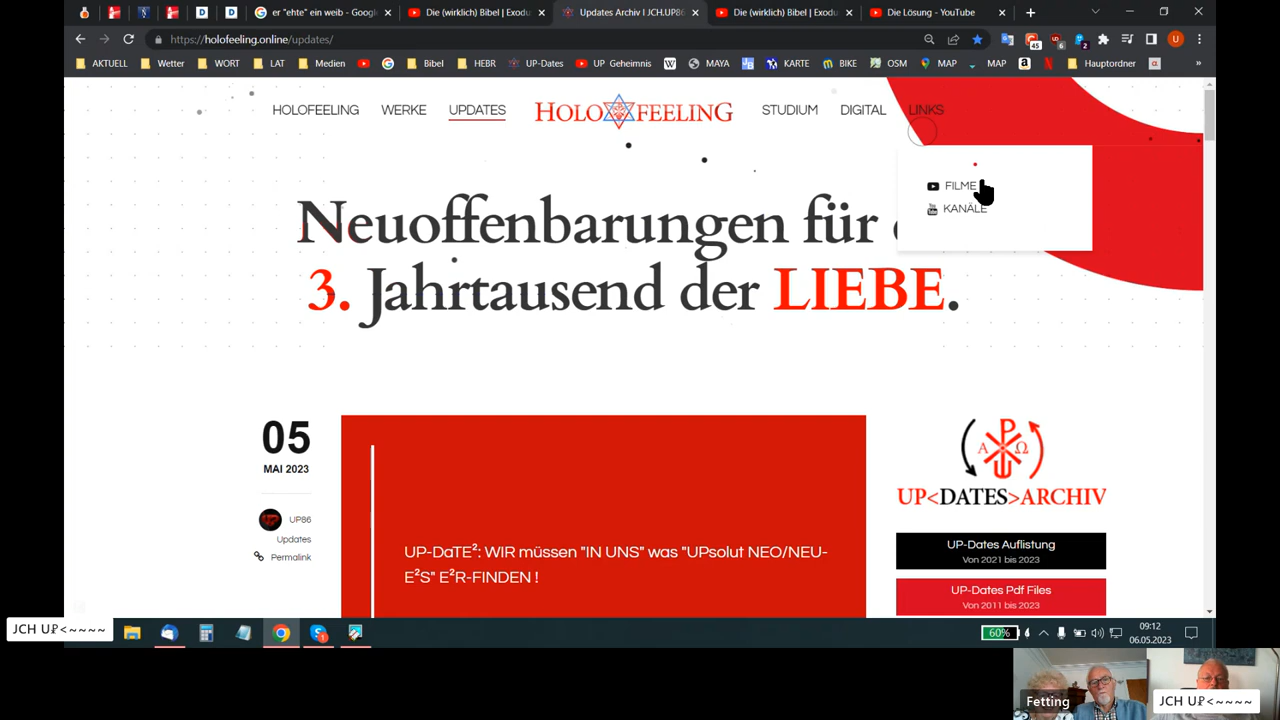 er "ehte" ein weib - Google
Die (wirklich) Bibel | Exodu
Updates Archiv I JCH.UP86
Die (wirklich) Bibel | Exodu
Die Lösung - YouTube
https://holofeeling.online/updates/
45
6
2
U
AKTUELL
Wetter
WORT
LAT
Medien
Bibel
HEBR
UP-Dates
UP Geheimnis
MAYA
KARTE
BIKE
OSM
MAP
MAP
Hauptordner
»
HOLOFEELING
WERKE
UPDATES
HOLOFEELING
STUDIUM
DIGITAL
LINKS
FILME
KANÄLE
Neuoffenbarungen für
3. Jahrtausend der LIEBE.
05
MAI 2023
UP86
Updates
Permalink
UP-DaTE²: WIR müssen "IN UNS" was "UPsolut NEO/NEU-
E²S" E²R-FINDEN !
Α Ω
UP<DATES>ARCHIV
UP-Dates Auflistung
Von 2021 bis 2023
UP-Dates Pdf Files
Von 2011 bis 2023
JCH UP<~~~~
60%
09:12
06.05.2023
Fetting
JCH UP<~~~~